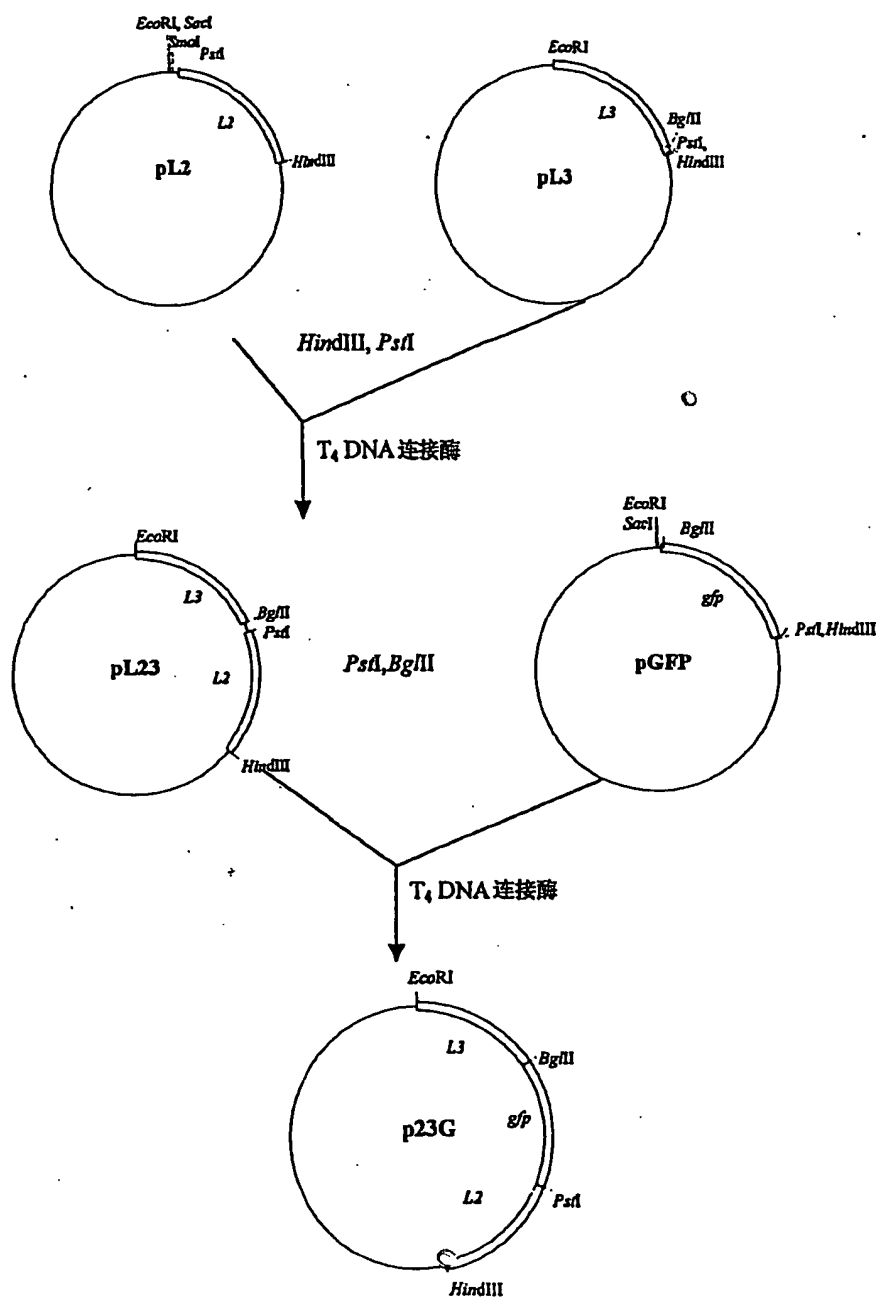 EcoRI, SacI
SmaI
PstI
L2
HindIII
pL2
EcoRI
L3
BglII
PstI,
HindIII
pL3
HindIII, PstI
T₄ DNA 连接酶
EcoRI
L3
BglII
PstI
L2
HindIII
pL23
PstI,BglII
EcoRI
SacI
BglII
gfp
PstI,HindIII
pGFP
T₄ DNA 连接酶
EcoRI
L3
BglII
gfp
p23G
L2
PstI
HindIII